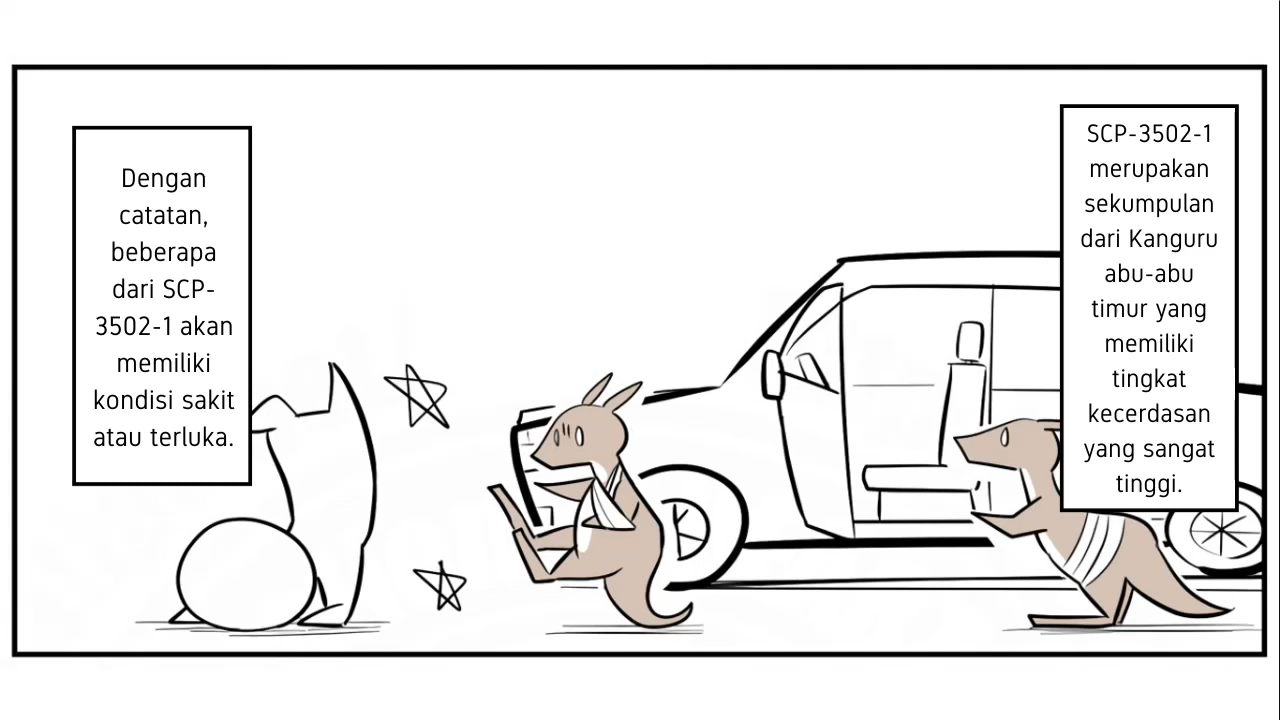 Dengan
catatan,
beberapa
dari SCP-
3502-1 akan
memiliki
kondisi sakit
atau terluka.
SCP-3502-1
merupakan
sekumpulan
dari Kanguru
abu-abu
timur yang
memiliki
tingkat
kecerdasan
yang sangat
tinggi.